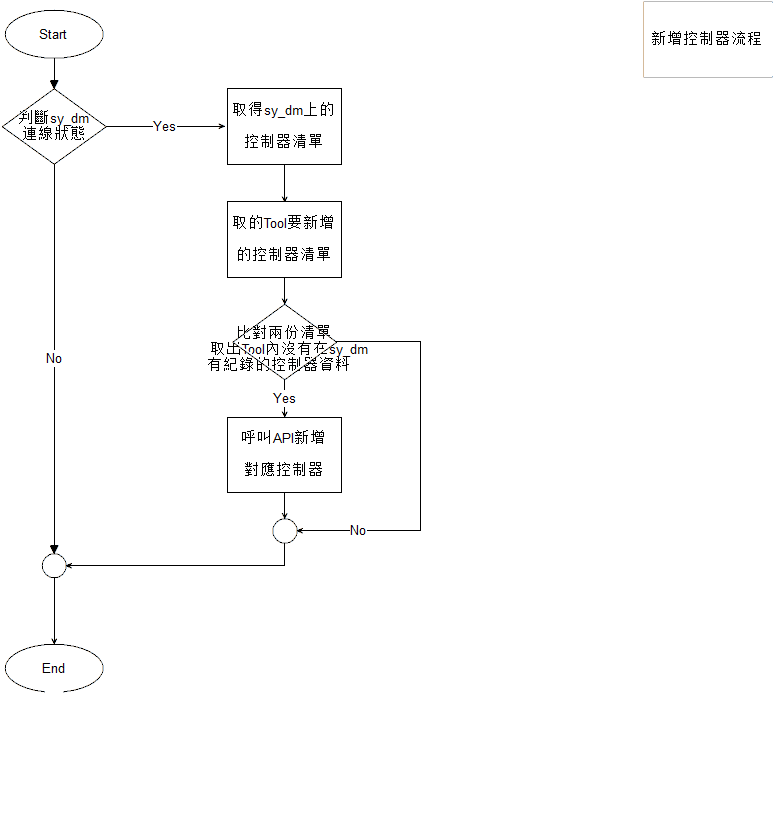 新增控制器流程
Start
判斷sy_dm
連線狀態
Yes
取得sy_dm上的
控制器清單
取的Tool要新增
的控制器清單
比對兩份清單
取出Tool內沒有在sy_dm
有紀錄的控制器資料
No
Yes
呼叫API新增
對應控制器
No
End